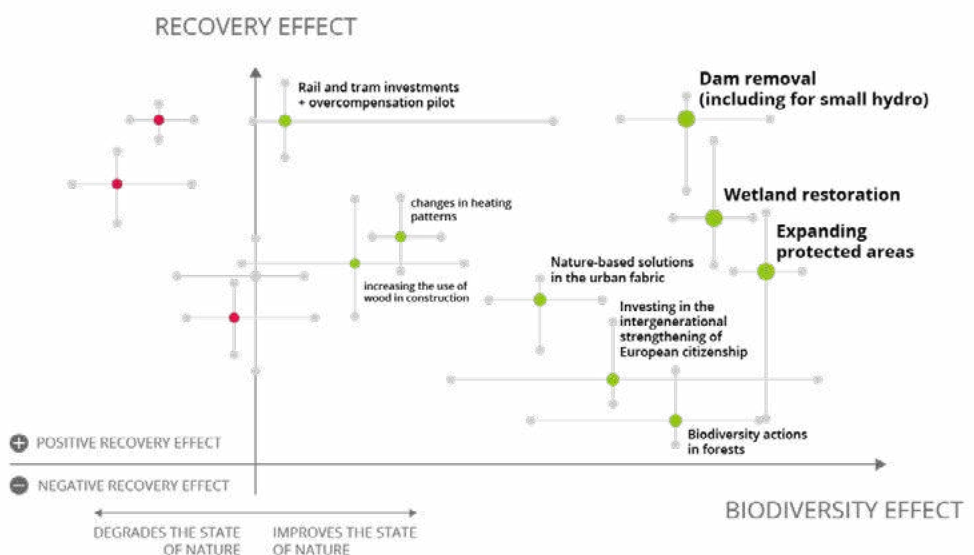 RECOVERY EFFECT
Rail and tram investments
+ overcompensation pilot
Dam removal
(including for small hydro)
Wetland restoration
changes in heating
patterns
Expanding
protected areas
Nature-based solutions
in the urban fabric
increasing the use of
wood in construction
Investing in the
intergenerational
strengthening of
European citizenship
Biodiversity actions
in forests
POSITIVE RECOVERY EFFECT
NEGATIVE RECOVERY EFFECT
BIODIVERSITY EFFECT
DEGRADES THE STATE
OF NATURE
IMPROVES THE STATE
OF NATURE